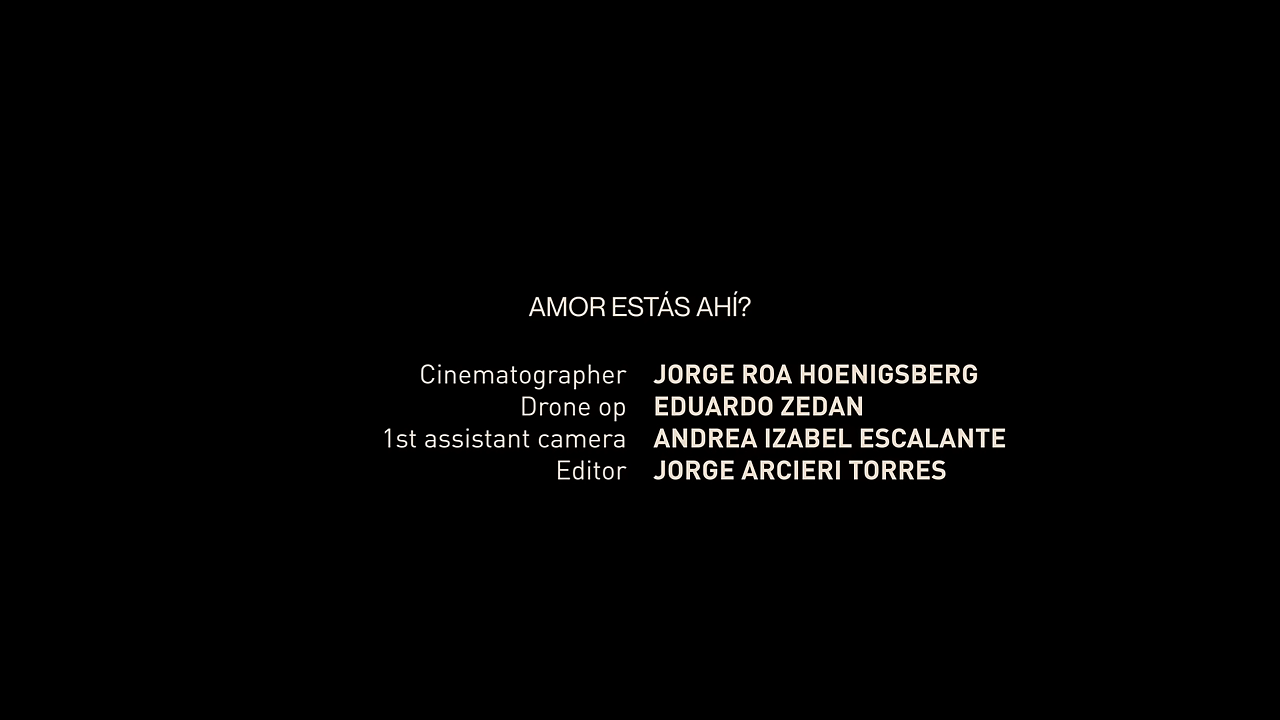 AMOR ESTÁS AHÍ?
Cinematographer JORGE ROA HOENIGSBERG
Drone op EDUARDO ZEDAN
1st assistant camera ANDREA IZABEL ESCALANTE
Editor JORGE ARCIERI TORRES